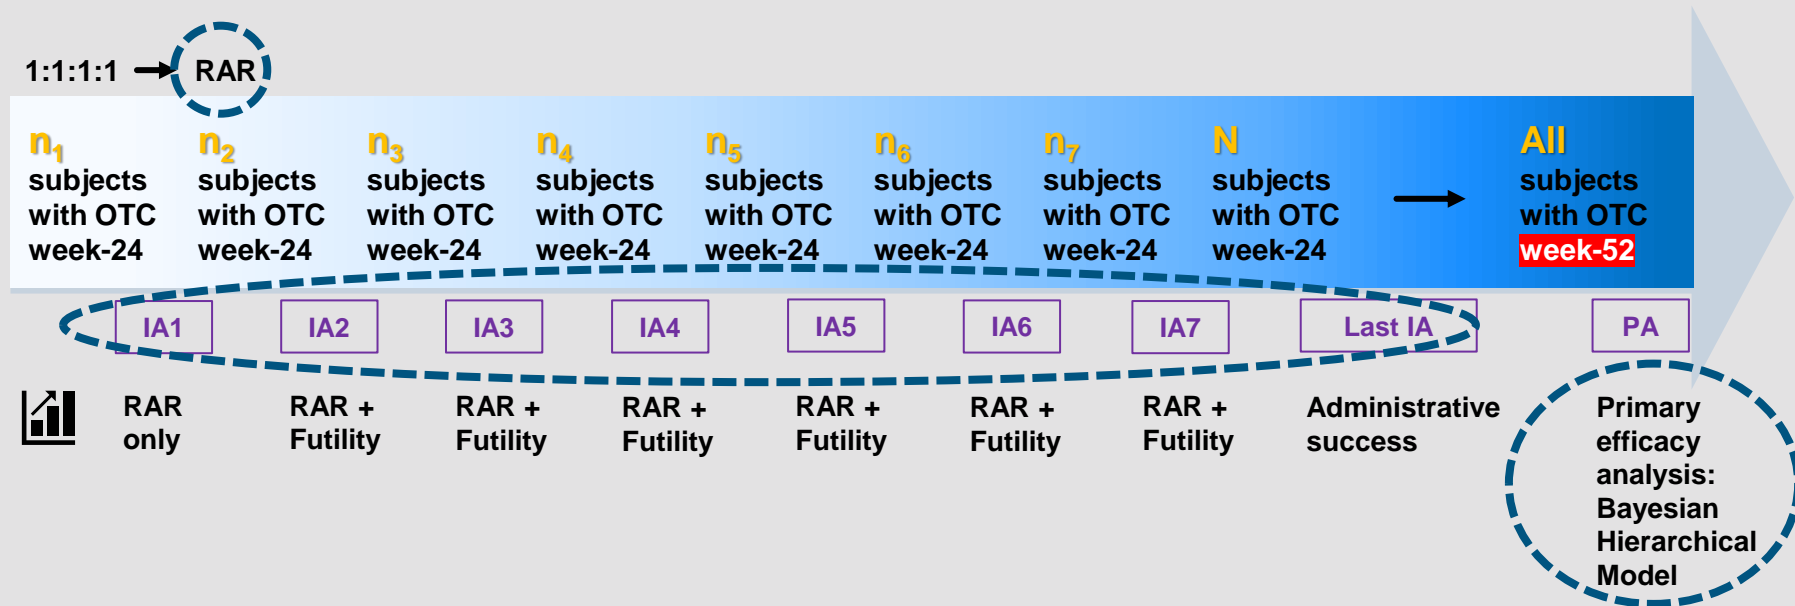 1:1:1:1 → RAR
n₁
subjects
with OTC
week-24
n₂
subjects
with OTC
week-24
n₃
subjects
with OTC
week-24
n₄
subjects
with OTC
week-24
n₅
subjects
with OTC
week-24
n₆
subjects
with OTC
week-24
n₇
subjects
with OTC
week-24
N
subjects
with OTC
week-24
→
All
subjects
with OTC
week-52
IA1
IA2
IA3
IA4
IA5
IA6
IA7
Last IA
PA
RAR
only
RAR +
Futility
RAR +
Futility
RAR +
Futility
RAR +
Futility
RAR +
Futility
RAR +
Futility
Administrative
success
Primary
efficacy
analysis:
Bayesian
Hierarchical
Model